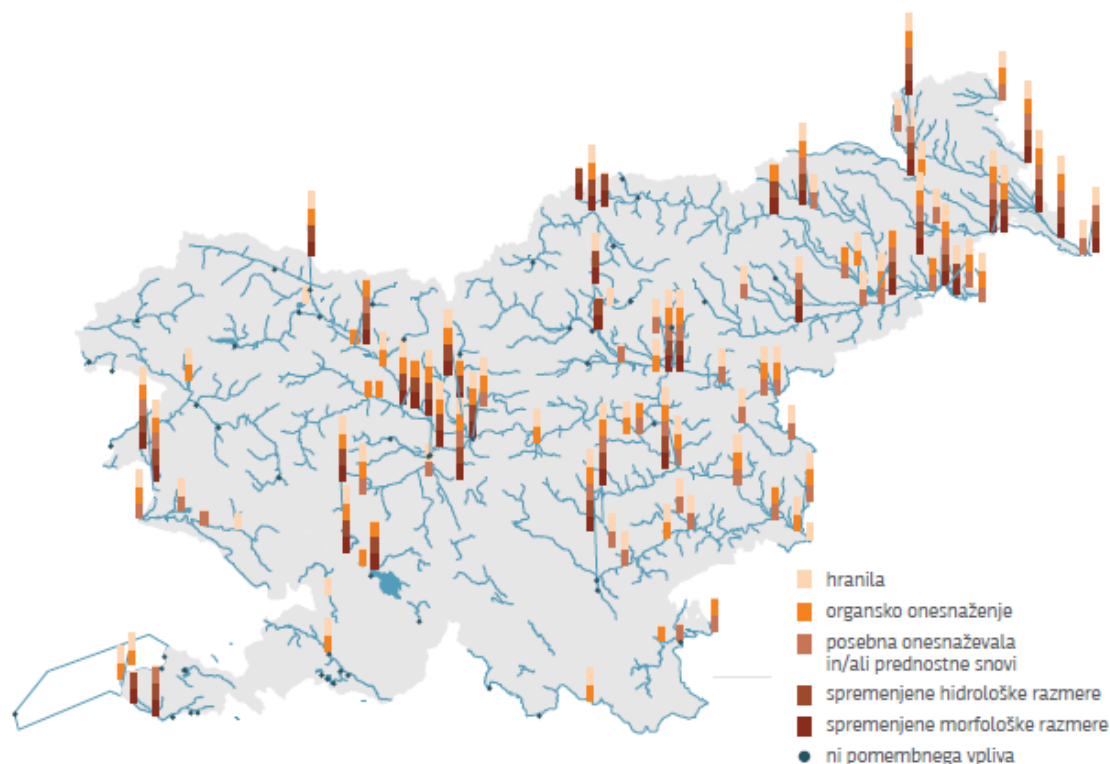 hranila
organsko onesnaženje
posebna onesnaževala
in/ali prednostne snovi
spremenjene hidrološke razmere
spremenjene morfološke razmere
ni pomembnega vpliva